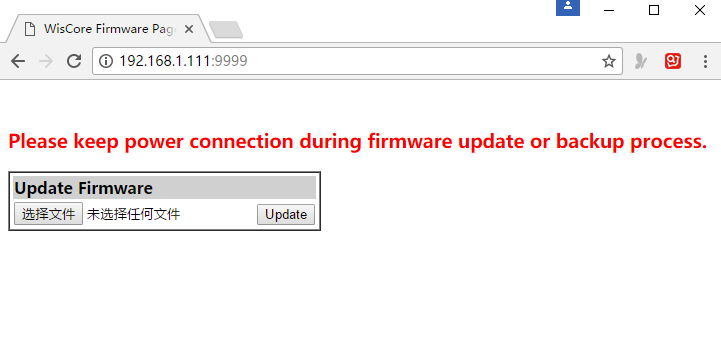 WisCore Firmware Pag
192.168.1.111:9999
Please keep power connection during firmware update or backup process.
Update Firmware
选择文件 未选择任何文件 Update